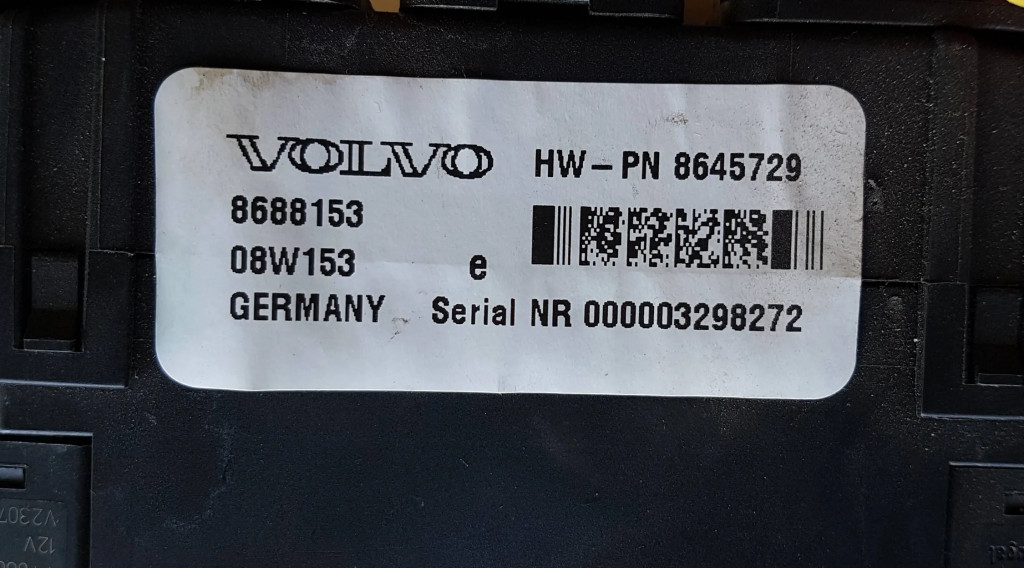 VOLVO HW-PN 8645729
8688153
08W153 e
GERMANY Serial NR 000003298272
V2307
12V